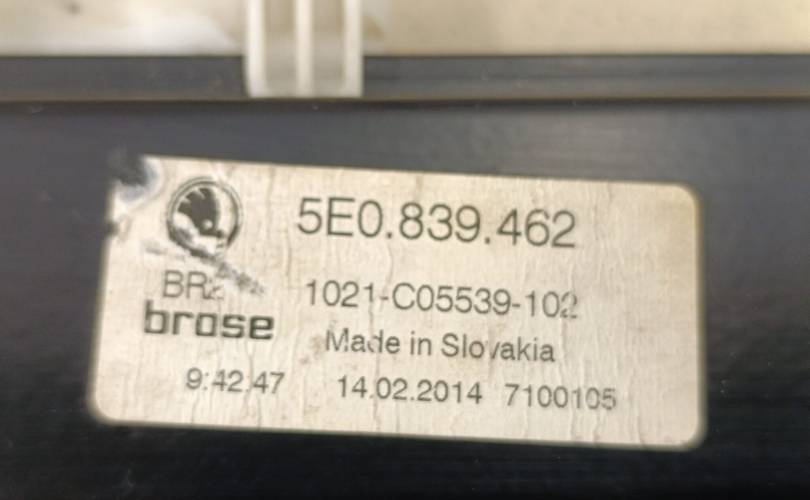 5E0.839.462
1021-C05539-102
brose
Made in Slovakia
9:42:47 14.02.2014 7100105